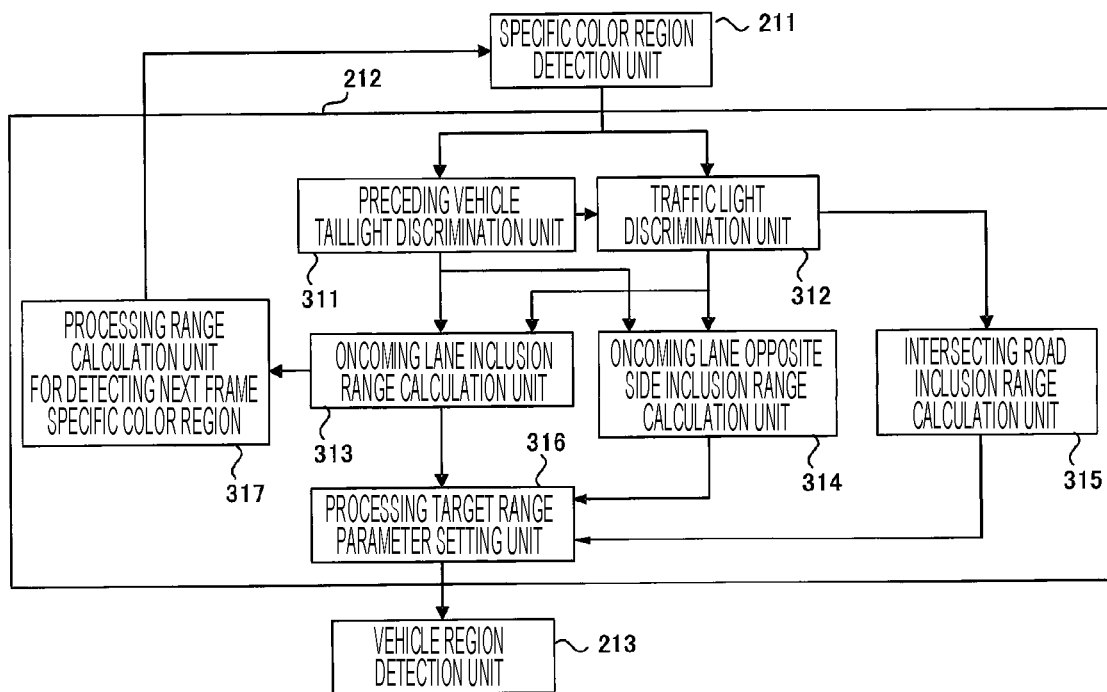 SPECIFIC COLOR REGION
DETECTION UNIT
211
212
PRECEDING VEHICLE
TAILLIGHT DISCRIMINATION UNIT
311
TRAFFIC LIGHT
DISCRIMINATION UNIT
312
PROCESSING RANGE
CALCULATION UNIT
FOR DETECTING NEXT FRAME
SPECIFIC COLOR REGION
317
ONCOMING LANE INCLUSION
RANGE CALCULATION UNIT
313
ONCOMING LANE OPPOSITE
SIDE INCLUSION RANGE
CALCULATION UNIT
314
INTERSECTING ROAD
INCLUSION RANGE
CALCULATION UNIT
315
316
PROCESSING TARGET RANGE
PARAMETER SETTING UNIT
VEHICLE REGION
DETECTION UNIT
213